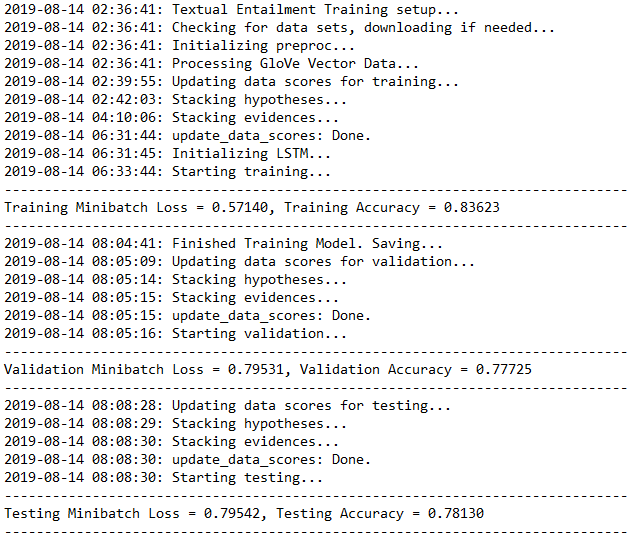 2019-08-14 02:36:41: Textual Entailment Training setup...
2019-08-14 02:36:41: Checking for data sets, downloading if needed...
2019-08-14 02:36:41: Initializing preproc...
2019-08-14 02:36:41: Processing GloVe Vector Data...
2019-08-14 02:39:55: Updating data scores for training...
2019-08-14 02:42:03: Stacking hypotheses...
2019-08-14 04:10:06: Stacking evidences...
2019-08-14 06:31:44: update_data_scores: Done.
2019-08-14 06:31:45: Initializing LSTM...
2019-08-14 06:33:44: Starting training...
------------------------------------------------------------------------------
Training Minibatch Loss = 0.57140, Training Accuracy = 0.83623
------------------------------------------------------------------------------
2019-08-14 08:04:41: Finished Training Model. Saving...
2019-08-14 08:05:09: Updating data scores for validation...
2019-08-14 08:05:14: Stacking hypotheses...
2019-08-14 08:05:15: Stacking evidences...
2019-08-14 08:05:15: update_data_scores: Done.
2019-08-14 08:05:16: Starting validation...
------------------------------------------------------------------------------
Validation Minibatch Loss = 0.79531, Validation Accuracy = 0.77725
------------------------------------------------------------------------------
2019-08-14 08:08:28: Updating data scores for testing...
2019-08-14 08:08:29: Stacking hypotheses...
2019-08-14 08:08:30: Stacking evidences...
2019-08-14 08:08:30: update_data_scores: Done.
2019-08-14 08:08:30: Starting testing...
------------------------------------------------------------------------------
Testing Minibatch Loss = 0.79542, Testing Accuracy = 0.78130
------------------------------------------------------------------------------